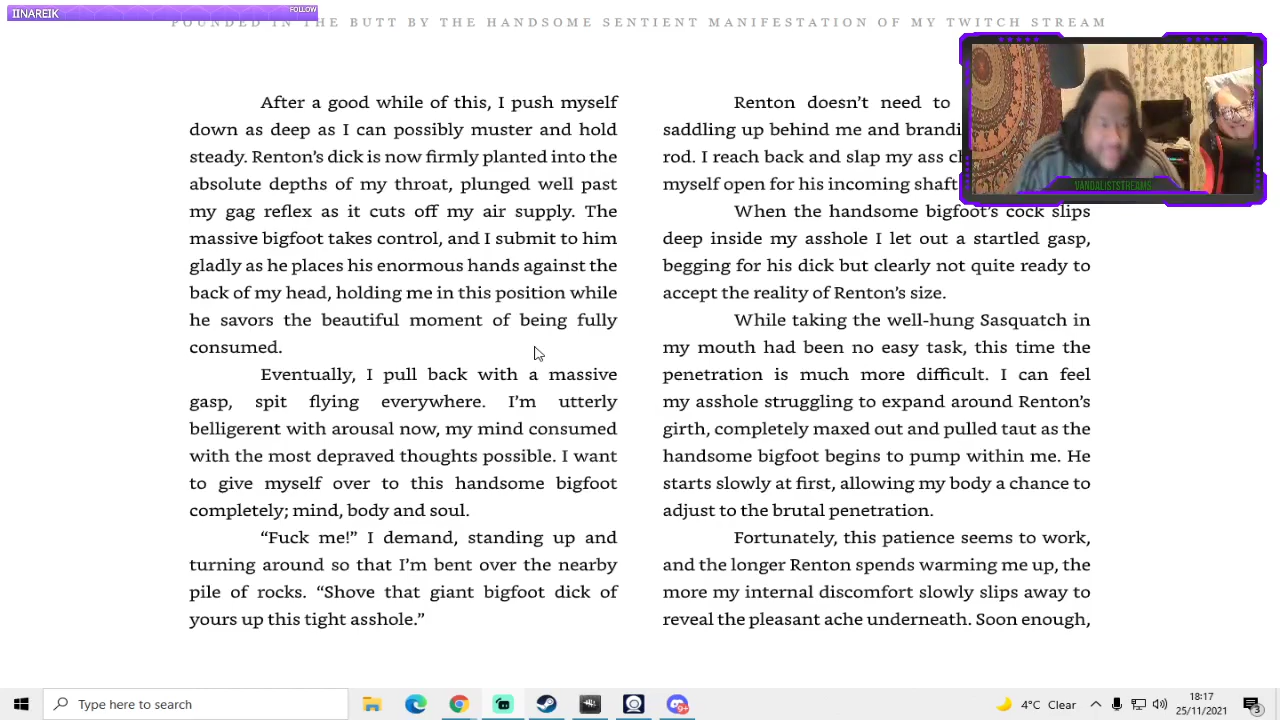 IINAREIK
FOLLOW
POUNDED IN THE BUTT BY THE HANDSOME SENTIENT MANIFESTATION OF MY TWITCH STREAM
After a good while of this, I push myself
down as deep as I can possibly muster and hold
steady. Renton’s dick is now firmly planted into the
absolute depths of my throat, plunged well past
my gag reflex as it cuts off my air supply. The
massive bigfoot takes control, and I submit to him
gladly as he places his enormous hands against the
back of my head, holding me in this position while
he savors the beautiful moment of being fully
consumed.
Eventually, I pull back with a massive
gasp, spit flying everywhere. I’m utterly
belligerent with arousal now, my mind consumed
with the most depraved thoughts possible. I want
to give myself over to this handsome bigfoot
completely; mind, body and soul.
“Fuck me!” I demand, standing up and
turning around so that I’m bent over the nearby
pile of rocks. “Shove that giant bigfoot dick of
yours up this tight asshole.”
Renton doesn’t need to
saddling up behind me and
rod. I reach back and slap my ass
myself open for his incoming shaft
When the handsome bigfoot’s cock slips
deep inside my asshole I let out a startled gasp,
begging for his dick but clearly not quite ready to
accept the reality of Renton’s size.
While taking the well-hung Sasquatch in
my mouth had been no easy task, this time the
penetration is much more difficult. I can feel
my asshole struggling to expand around Renton’s
girth, completely maxed out and pulled taut as the
handsome bigfoot begins to pump within me. He
starts slowly at first, allowing my body a chance to
adjust to the brutal penetration.
Fortunately, this patience seems to work,
and the longer Renton spends warming me up, the
more my internal discomfort slowly slips away to
reveal the pleasant ache underneath. Soon enough,
VANDALISTSTREAMS
Type here to search
9+
4°C Clear
18:17
25/11/2021
3